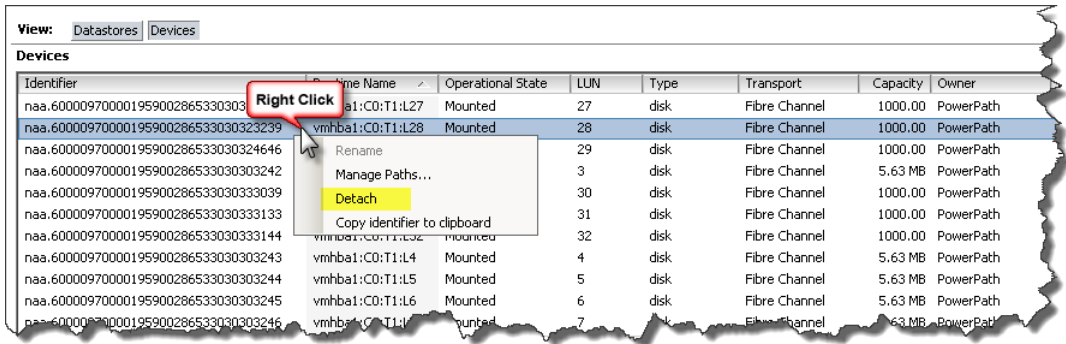 View: Datastores Devices
Devices
Identifier Runtime Name Operational State LUN Type Transport Capacity Owner
Right Click
a1:C0:T1:L27 Mounted 27 disk Fibre Channel 1000.00 PowerPath
naa.60000970000195900286533030323239 vmhba1:C0:T1:L28 Mounted 28 disk Fibre Channel 1000.00 PowerPath
naa.60000970000195900286533030324646 29 disk Fibre Channel 1000.00 PowerPath
Rename
naa.60000970000195900286533030303242 3 disk Fibre Channel 5.63 MB PowerPath
Manage Paths...
naa.60000970000195900286533030333039 30 disk Fibre Channel 1000.00 PowerPath
Detach
naa.60000970000195900286533030333133 31 disk Fibre Channel 1000.00 PowerPath
Copy identifier to clipboard
naa.60000970000195900286533030333144 vmhba1:C0:T1:L32 Mounted 32 disk Fibre Channel 1000.00 PowerPath
naa.60000970000195900286533030303243 vmhba1:C0:T1:L4 Mounted 4 disk Fibre Channel 5.63 MB PowerPath
naa.60000970000195900286533030303244 vmhba1:C0:T1:L5 Mounted 5 disk Fibre Channel 5.63 MB PowerPath
naa.60000970000195900286533030303245 vmhba1:C0:T1:L6 Mounted 6 disk Fibre Channel 5.63 MB PowerPath
7 disk Fibre Channel